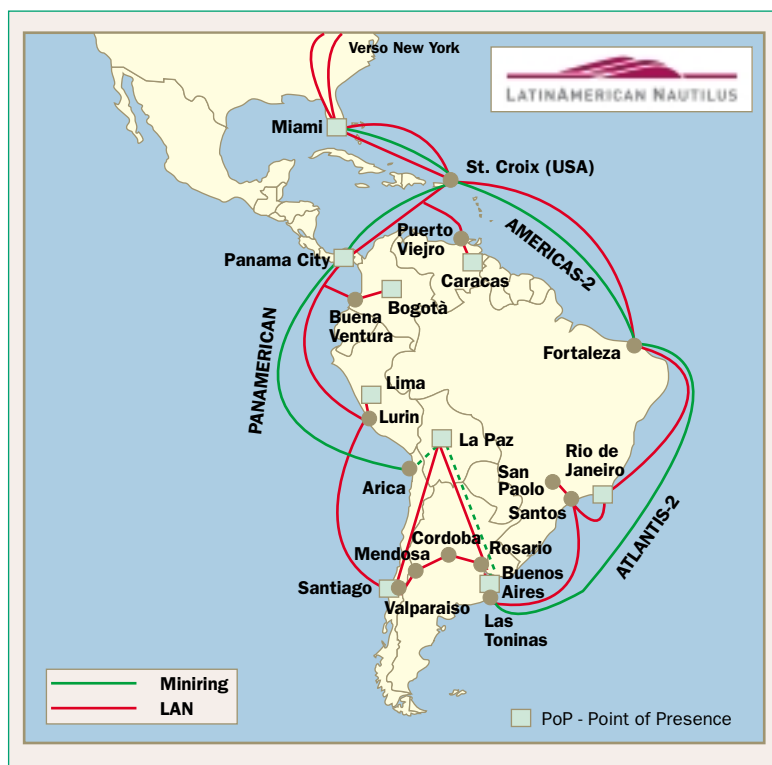 Verso New York
LATINAMERICAN NAUTILUS
Miami
St. Croix (USA)
AMERICAS-2
Puerto
Viejro
Panama City
Caracas
Bogotà
Buena
Ventura
PANAMERICAN
Fortaleza
Lima
Lurin
La Paz
Rio de
Janeiro
San
Paolo
Arica
Santos
ATLANTIS-2
Cordoba
Mendosa
Rosario
Santiago
Buenos
Aires
Valparaiso
Las
Toninas
Miniring
LAN
PoP - Point of Presence